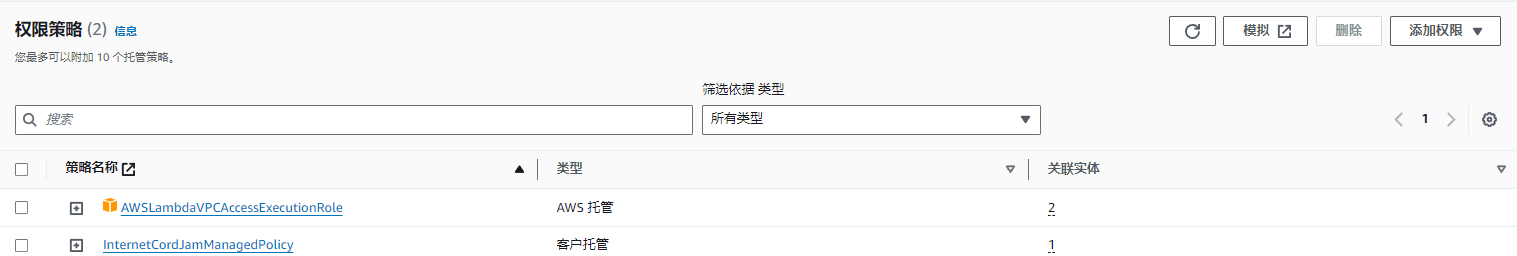 权限策略 (2) 信息
您最多可以附加 10 个托管策略。
模拟 删除 添加权限
筛选依据 类型
搜索 所有类型 1
策略名称 类型 关联实体
AWSLambdaVPCAccessExecutionRole AWS 托管 2
InternetCordJamManagedPolicy 客户托管 1